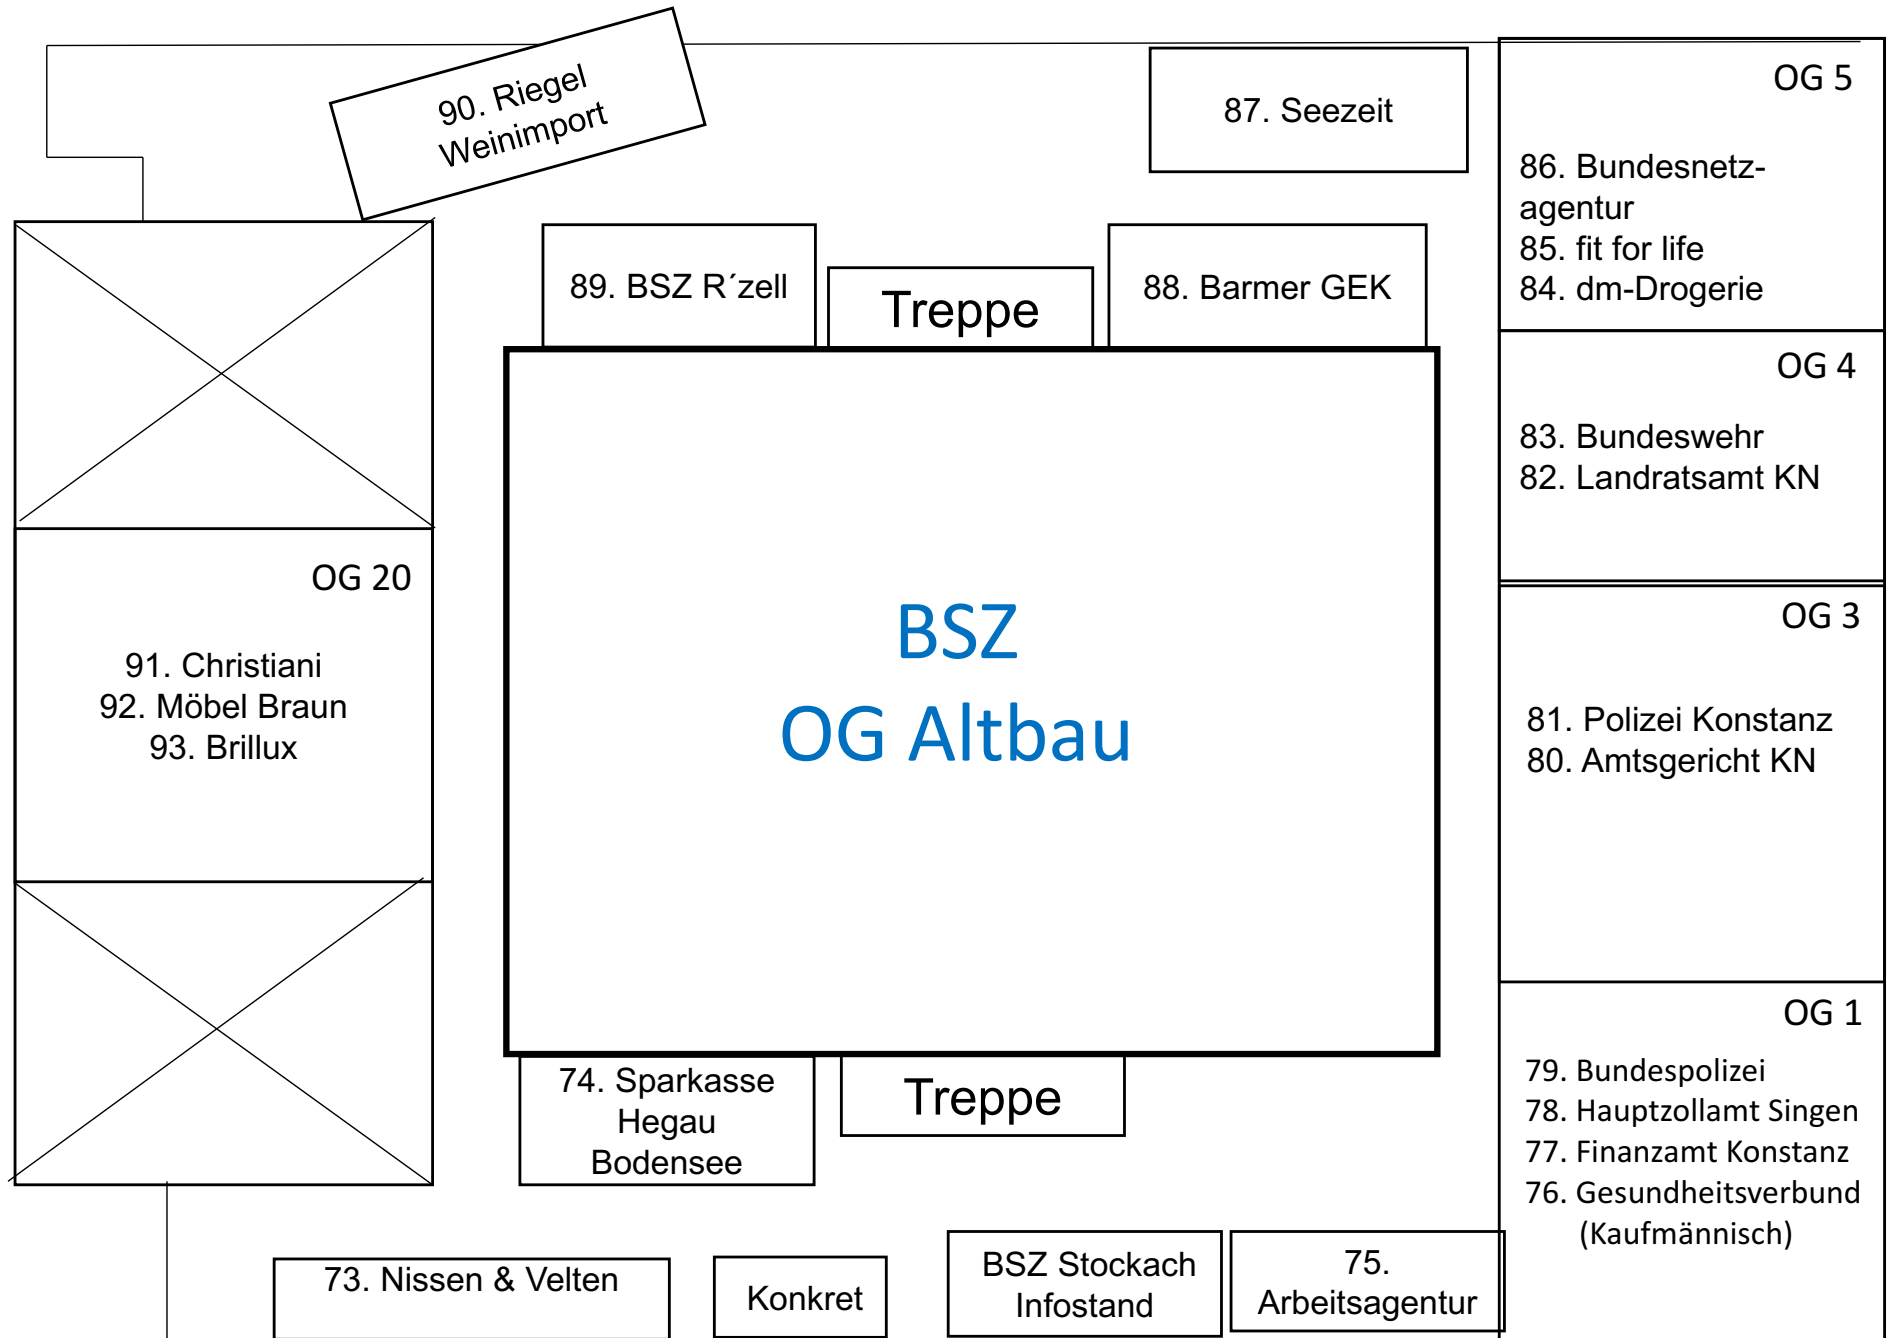 90. Riegel
Weinimport
87. Seezeit
OG 5
86. Bundesnetz-
agentur
85. fit for life
84. dm-Drogerie
89. BSZ R´zell
Treppe
88. Barmer GEK
OG 4
83. Bundeswehr
82. Landratsamt KN
OG 20
91. Christiani
92. Möbel Braun
93. Brillux
BSZ
OG Altbau
OG 3
81. Polizei Konstanz
80. Amtsgericht KN
OG 1
79. Bundespolizei
78. Hauptzollamt Singen
77. Finanzamt Konstanz
76. Gesundheitsverbund
(Kaufmännisch)
74. Sparkasse
Hegau
Bodensee
Treppe
73. Nissen & Velten
Konkret
BSZ Stockach
Infostand
75.
Arbeitsagentur